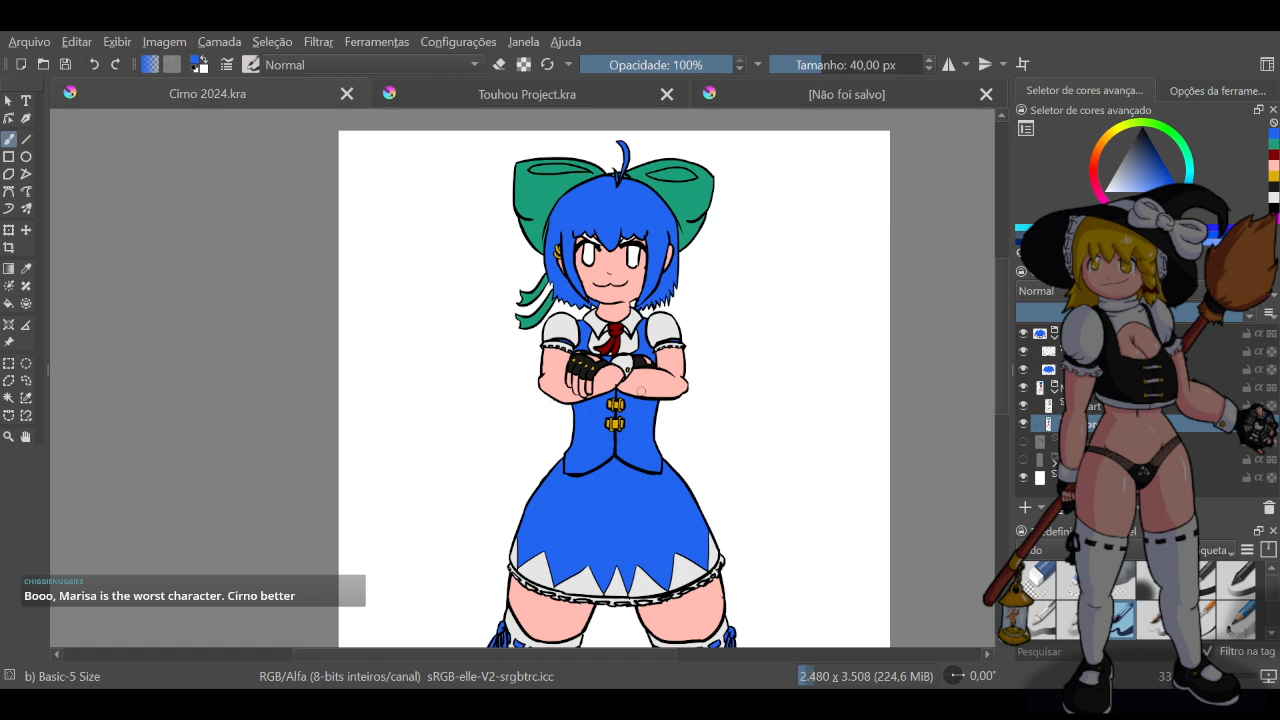 Arquivo Editar Exibir Imagem Camada Seleção Filtrar Ferramentas Configurações Janela Ajuda
Normal Opacidade: 100% Tamanho: 40,00 px
Cirno 2024.kra Touhou Project.kra [Não foi salvo] Seletor de cores avança... Opções da ferrame...
Seletor de cores avançado
Normal
CHIGGIENUGGIES
Booo, Marisa is the worst character. Cirno better
Pesquisar Filtro na tag
b) Basic-5 Size RGB/Alfa (8-bits inteiros/canal) sRGB-elle-V2-srgbtrc.icc 2.480 x 3.508 (224,6 MiB) 0,00° 33